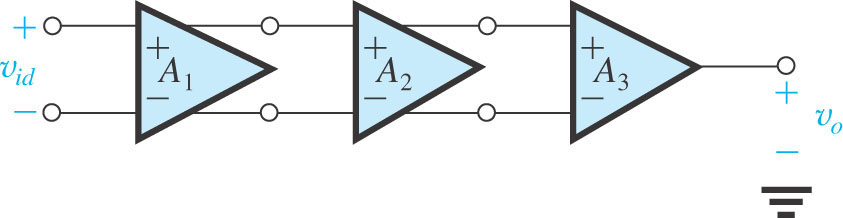 + + + +
v_id A_1 A_2 A_3 +
− − − − v_o
−